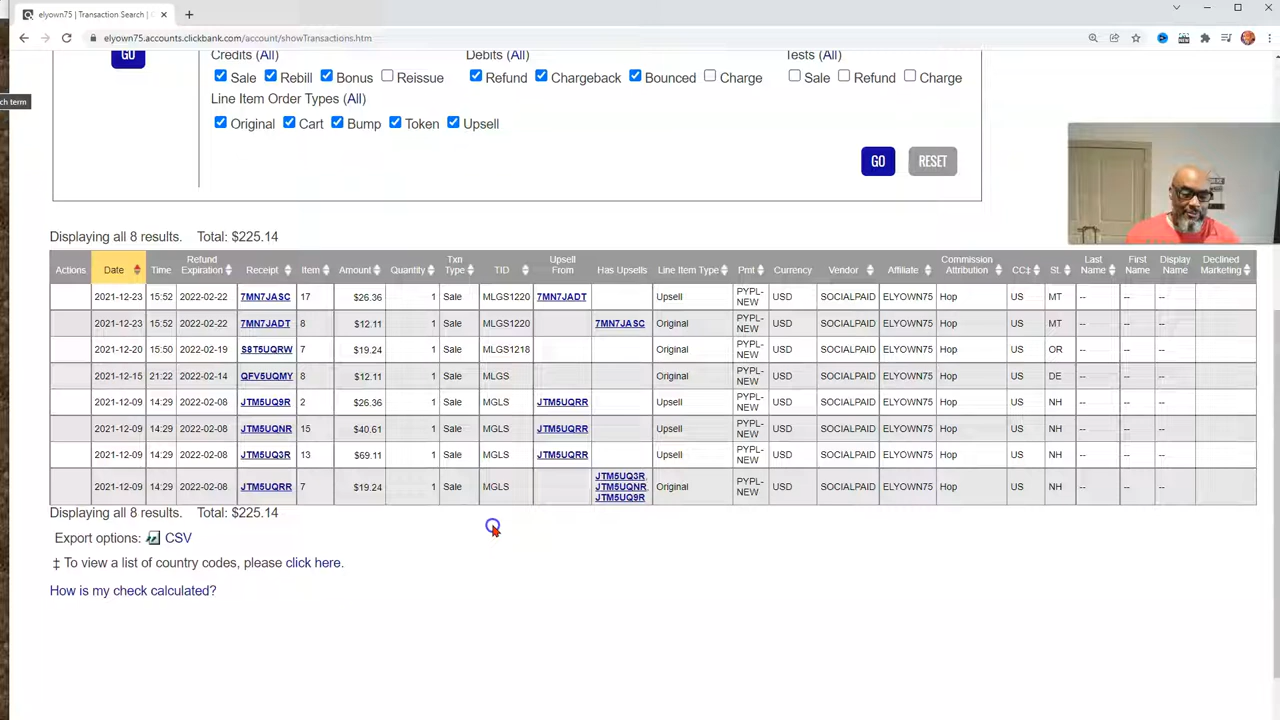 elyown75 | Transaction Search | C
elyown75.accounts.clickbank.com/account/showTransactions.htm
ch term
GO
Credits (All) Debits (All) Tests (All)
Sale Rebill Bonus Reissue Refund Chargeback Bounced Charge Sale Refund Charge
Line Item Order Types (All)
Original Cart Bump Token Upsell
GO RESET
Displaying all 8 results. Total: $225.14
Actions Date Time Refund Expiration Receipt Item Amount Quantity Txn Type TID Upsell From Has Upsells Line Item Type Pmt Currency Vendor Affiliate Commission Attribution CC‡ St. Last Name First Name Display Name Declined Marketing
2021-12-23 15:52 2022-02-22 7MN7JASC 17 $26.36 1 Sale MLGS1220 7MN7JADT Upsell PYPL-NEW USD SOCIALPAID ELYOWN75 Hop US MT -- -- --
2021-12-23 15:52 2022-02-22 7MN7JADT 8 $12.11 1 Sale MLGS1220 7MN7JASC Original PYPL-NEW USD SOCIALPAID ELYOWN75 Hop US MT -- -- --
2021-12-20 15:50 2022-02-19 S8T5UQRW 7 $19.24 1 Sale MLGS1218 Original PYPL-NEW USD SOCIALPAID ELYOWN75 Hop US OR -- -- --
2021-12-15 21:22 2022-02-14 QFV5UQMY 8 $12.11 1 Sale MLGS Original PYPL-NEW USD SOCIALPAID ELYOWN75 Hop US DE -- -- --
2021-12-09 14:29 2022-02-08 JTM5UQ9R 2 $26.36 1 Sale MGLS JTM5UQRR Upsell PYPL-NEW USD SOCIALPAID ELYOWN75 Hop US NH -- -- --
2021-12-09 14:29 2022-02-08 JTM5UQNR 15 $40.61 1 Sale MGLS JTM5UQRR Upsell PYPL-NEW USD SOCIALPAID ELYOWN75 Hop US NH -- -- --
2021-12-09 14:29 2022-02-08 JTM5UQ3R 13 $69.11 1 Sale MGLS JTM5UQRR Upsell PYPL-NEW USD SOCIALPAID ELYOWN75 Hop US NH -- -- --
2021-12-09 14:29 2022-02-08 JTM5UQRR 7 $19.24 1 Sale MGLS JTM5UQ3R, JTM5UQNR, JTM5UQ9R Original PYPL-NEW USD SOCIALPAID ELYOWN75 Hop US NH -- -- --
Displaying all 8 results. Total: $225.14
Export options: CSV
‡ To view a list of country codes, please click here.
How is my check calculated?